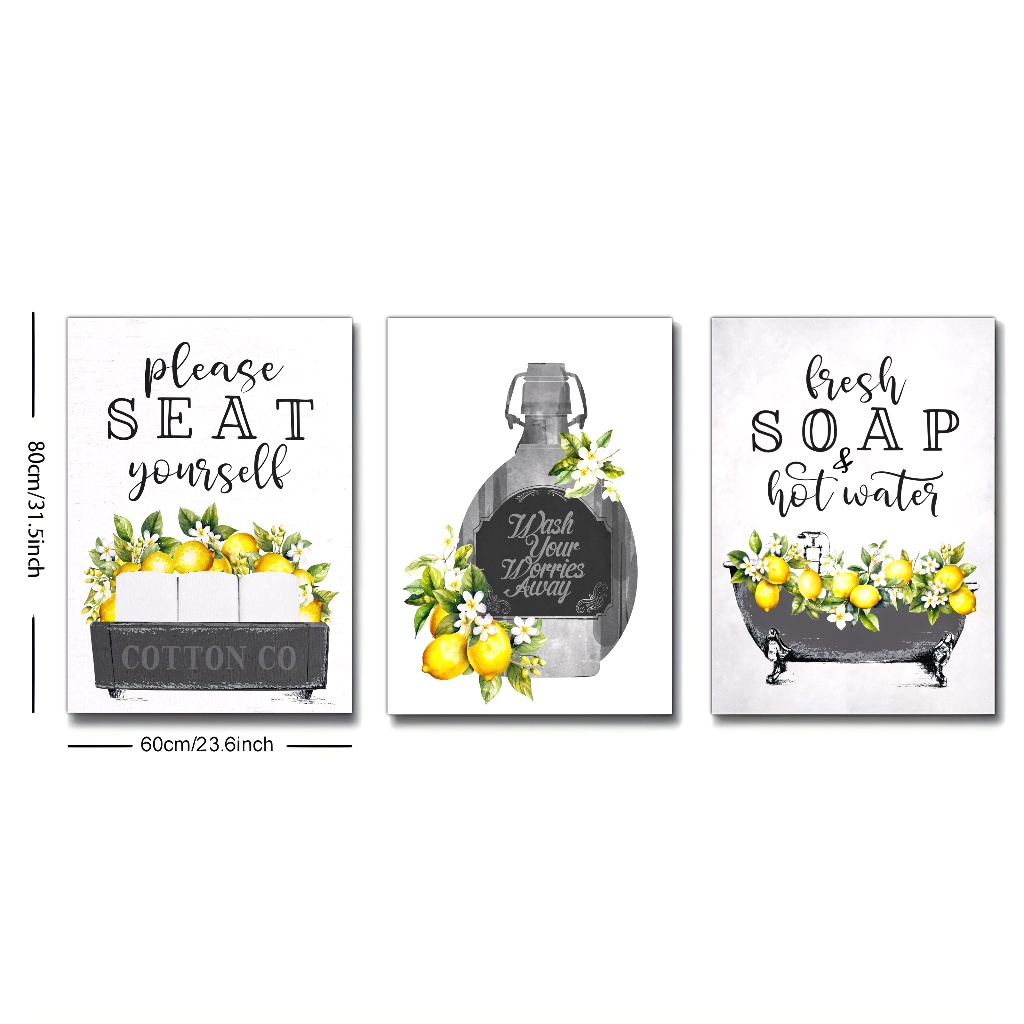 please
SEAT
yourself
COTTON CO
Wash
Your
Worries
Away
fresh
SOAP
&
hot water
80cm/31.5inch
60cm/23.6inch